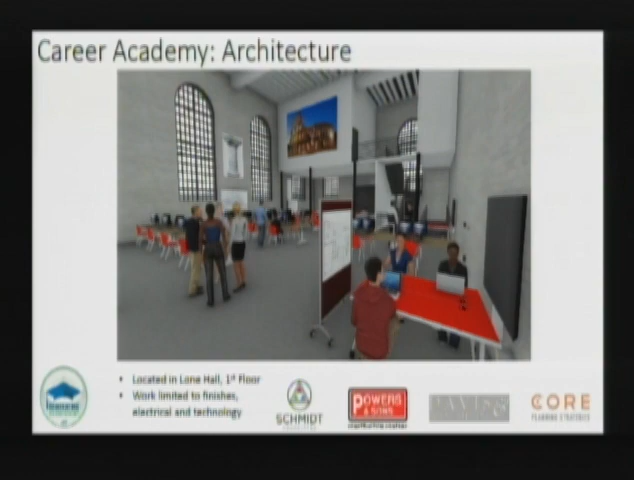 Career Academy: Architecture
• Located in Lone Hall, 1st Floor
• Work limited to finishes,
electrical and technology
SCHMIDT
POWERS
& SONS
CORE
PLANNING STRATEGIES